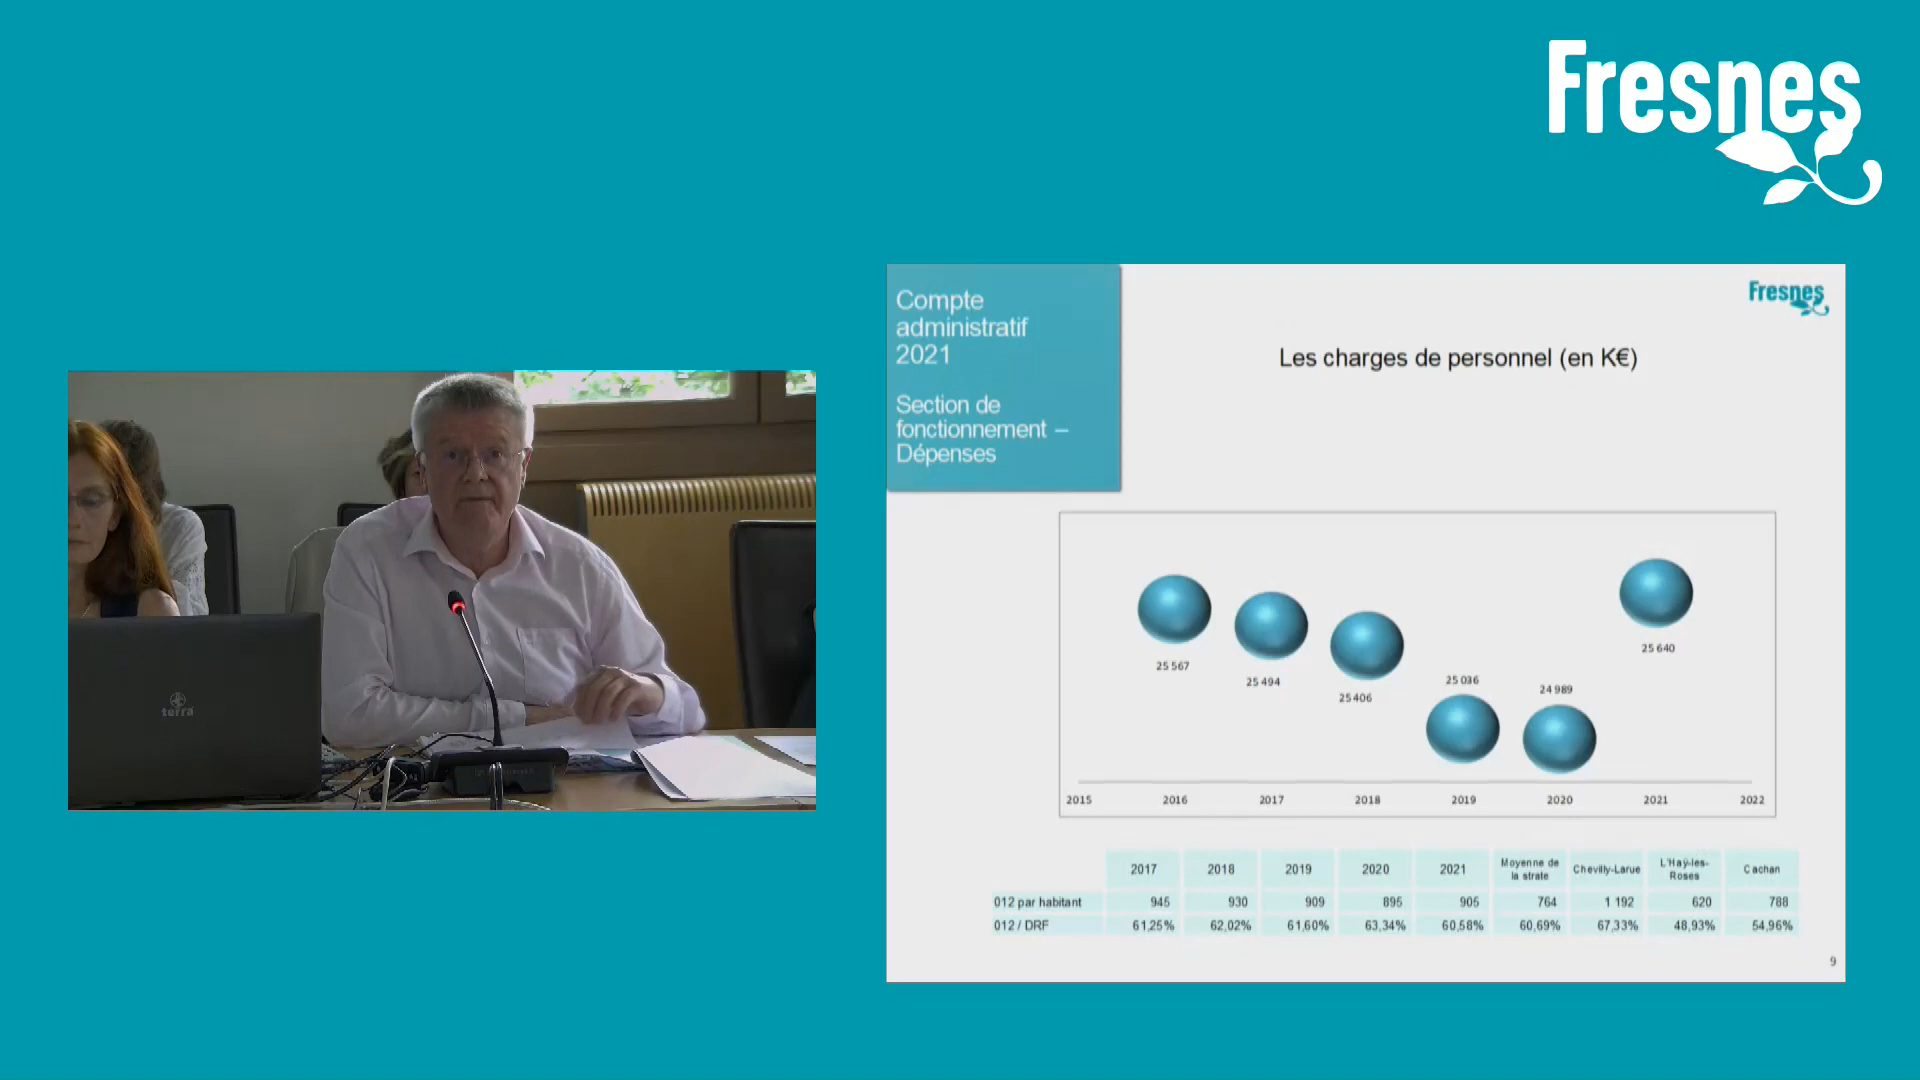 Fresnes
Compte
administratif
2021
Section de
fonctionnement –
Dépenses
Fresnes
Les charges de personnel (en K€)
25 567
25 494
25 406
25 036
24 989
25 640
2015 2016 2017 2018 2019 2020 2021 2022
2017 2018 2019 2020 2021 Moyenne de la strate Chevilly-Larue L'Haÿ-les-Roses Cachan
012 par habitant 945 930 909 895 905 764 1 192 620 788
012 / DRF 61,25% 62,02% 61,60% 63,34% 60,58% 60,69% 67,33% 48,93% 54,96%
9
terra